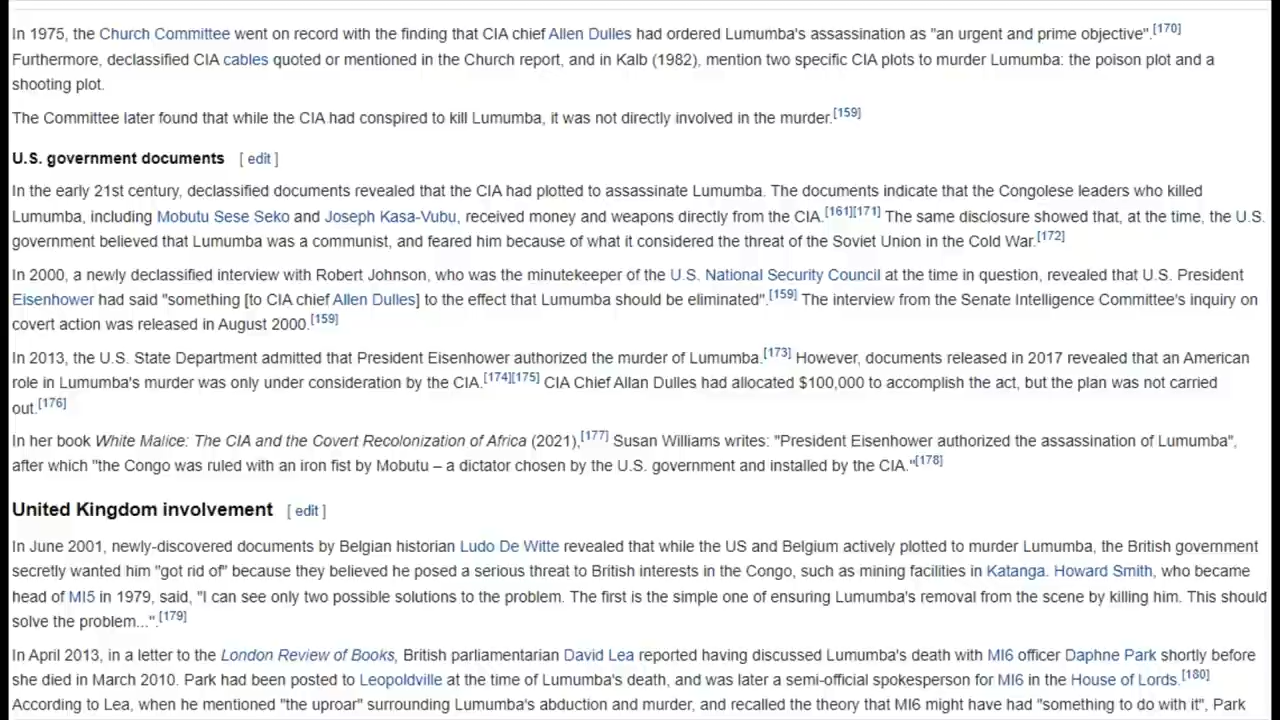 In 1975, the Church Committee went on record with the finding that CIA chief Allen Dulles had ordered Lumumba's assassination as "an urgent and prime objective".[170]
Furthermore, declassified CIA cables quoted or mentioned in the Church report, and in Kalb (1982), mention two specific CIA plots to murder Lumumba: the poison plot and a
shooting plot.
The Committee later found that while the CIA had conspired to kill Lumumba, it was not directly involved in the murder.[159]
U.S. government documents [ edit ]
In the early 21st century, declassified documents revealed that the CIA had plotted to assassinate Lumumba. The documents indicate that the Congolese leaders who killed
Lumumba, including Mobutu Sese Seko and Joseph Kasa-Vubu, received money and weapons directly from the CIA.[161][171] The same disclosure showed that, at the time, the U.S.
government believed that Lumumba was a communist, and feared him because of what it considered the threat of the Soviet Union in the Cold War.[172]
In 2000, a newly declassified interview with Robert Johnson, who was the minutekeeper of the U.S. National Security Council at the time in question, revealed that U.S. President
Eisenhower had said "something [to CIA chief Allen Dulles] to the effect that Lumumba should be eliminated".[159] The interview from the Senate Intelligence Committee's inquiry on
covert action was released in August 2000.[159]
In 2013, the U.S. State Department admitted that President Eisenhower authorized the murder of Lumumba.[173] However, documents released in 2017 revealed that an American
role in Lumumba's murder was only under consideration by the CIA.[174][175] CIA Chief Allan Dulles had allocated $100,000 to accomplish the act, but the plan was not carried
out.[176]
In her book White Malice: The CIA and the Covert Recolonization of Africa (2021),[177] Susan Williams writes: "President Eisenhower authorized the assassination of Lumumba",
after which "the Congo was ruled with an iron fist by Mobutu – a dictator chosen by the U.S. government and installed by the CIA."[178]
United Kingdom involvement [ edit ]
In June 2001, newly-discovered documents by Belgian historian Ludo De Witte revealed that while the US and Belgium actively plotted to murder Lumumba, the British government
secretly wanted him "got rid of" because they believed he posed a serious threat to British interests in the Congo, such as mining facilities in Katanga. Howard Smith, who became
head of MI5 in 1979, said, "I can see only two possible solutions to the problem. The first is the simple one of ensuring Lumumba's removal from the scene by killing him. This should
solve the problem...".[179]
In April 2013, in a letter to the London Review of Books, British parliamentarian David Lea reported having discussed Lumumba's death with MI6 officer Daphne Park shortly before
she died in March 2010. Park had been posted to Leopoldville at the time of Lumumba's death, and was later a semi-official spokesperson for MI6 in the House of Lords.[180]
According to Lea, when he mentioned "the uproar" surrounding Lumumba's abduction and murder, and recalled the theory that MI6 might have had "something to do with it", Park